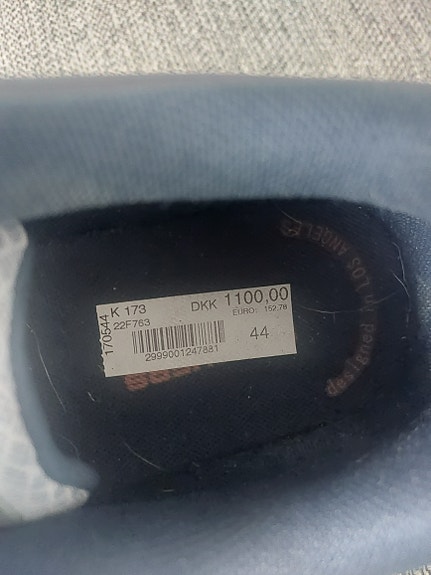 170544
K 173
DKK 1100,00
22F763
EURO: 152.78
44
2999001247881
designed in LOS ANGELES